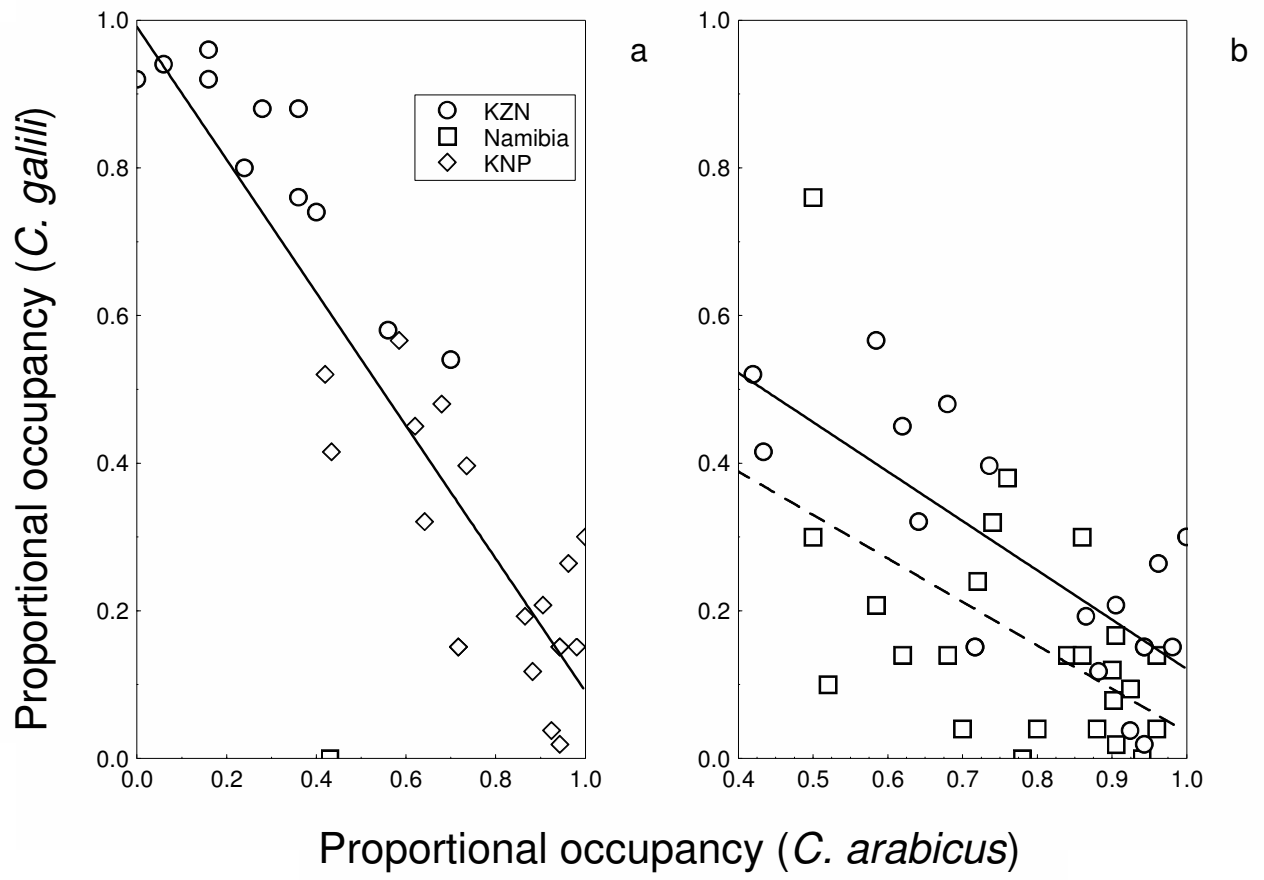 Proportional occupancy (C. galili)
1.0
0.8
0.6
0.4
0.2
0.0
0.0 0.2 0.4 0.6 0.8 1.0
KZN
Namibia
KNP
a
1.0
0.8
0.6
0.4
0.2
0.0
0.4 0.5 0.6 0.7 0.8 0.9 1.0
b
Proportional occupancy (C. arabicus)